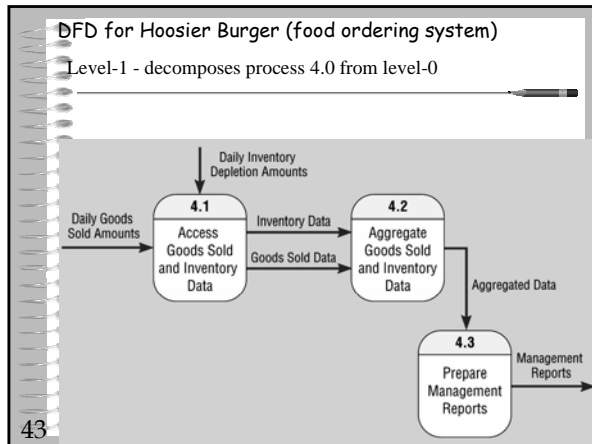 DFD for Hoosier Burger (food ordering system)
Level-1 - decomposes process 4.0 from level-0
Daily Inventory
Depletion Amounts
Daily Goods
Sold Amounts
4.1
Access
Goods Sold
and Inventory
Data
Inventory Data
Goods Sold Data
4.2
Aggregate
Goods Sold
and Inventory
Data
Aggregated Data
4.3
Prepare
Management
Reports
Management
Reports
43